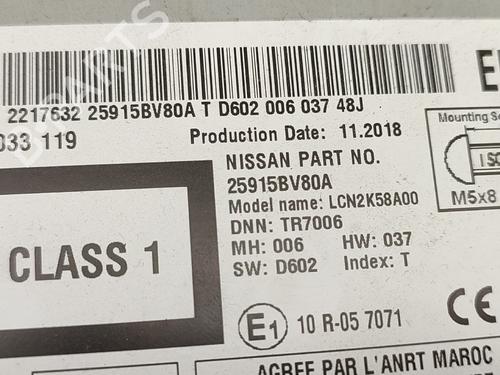 2217632 25915BV80A T D602 006 037 48J
033 119
Production Date: 11.2018
NISSAN PART NO.
25915BV80A
Model name: LCN2K58A00
DNN: TR7006
MH: 006 HW: 037
SW: D602 Index: T
CLASS 1
Mounting
ISO
M5x8
E1 10 R-05 7071
CE
AGREE PAR L'ANRT MAROC